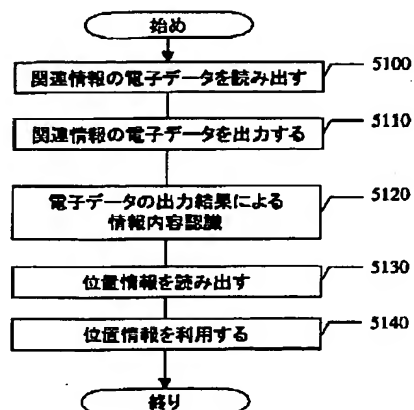 始め
関連情報の電子データを読み出す
5100
関連情報の電子データを出力する
5110
電子データの出力結果による
情報内容認識
5120
位置情報を読み出す
5130
位置情報を利用する
5140
終り